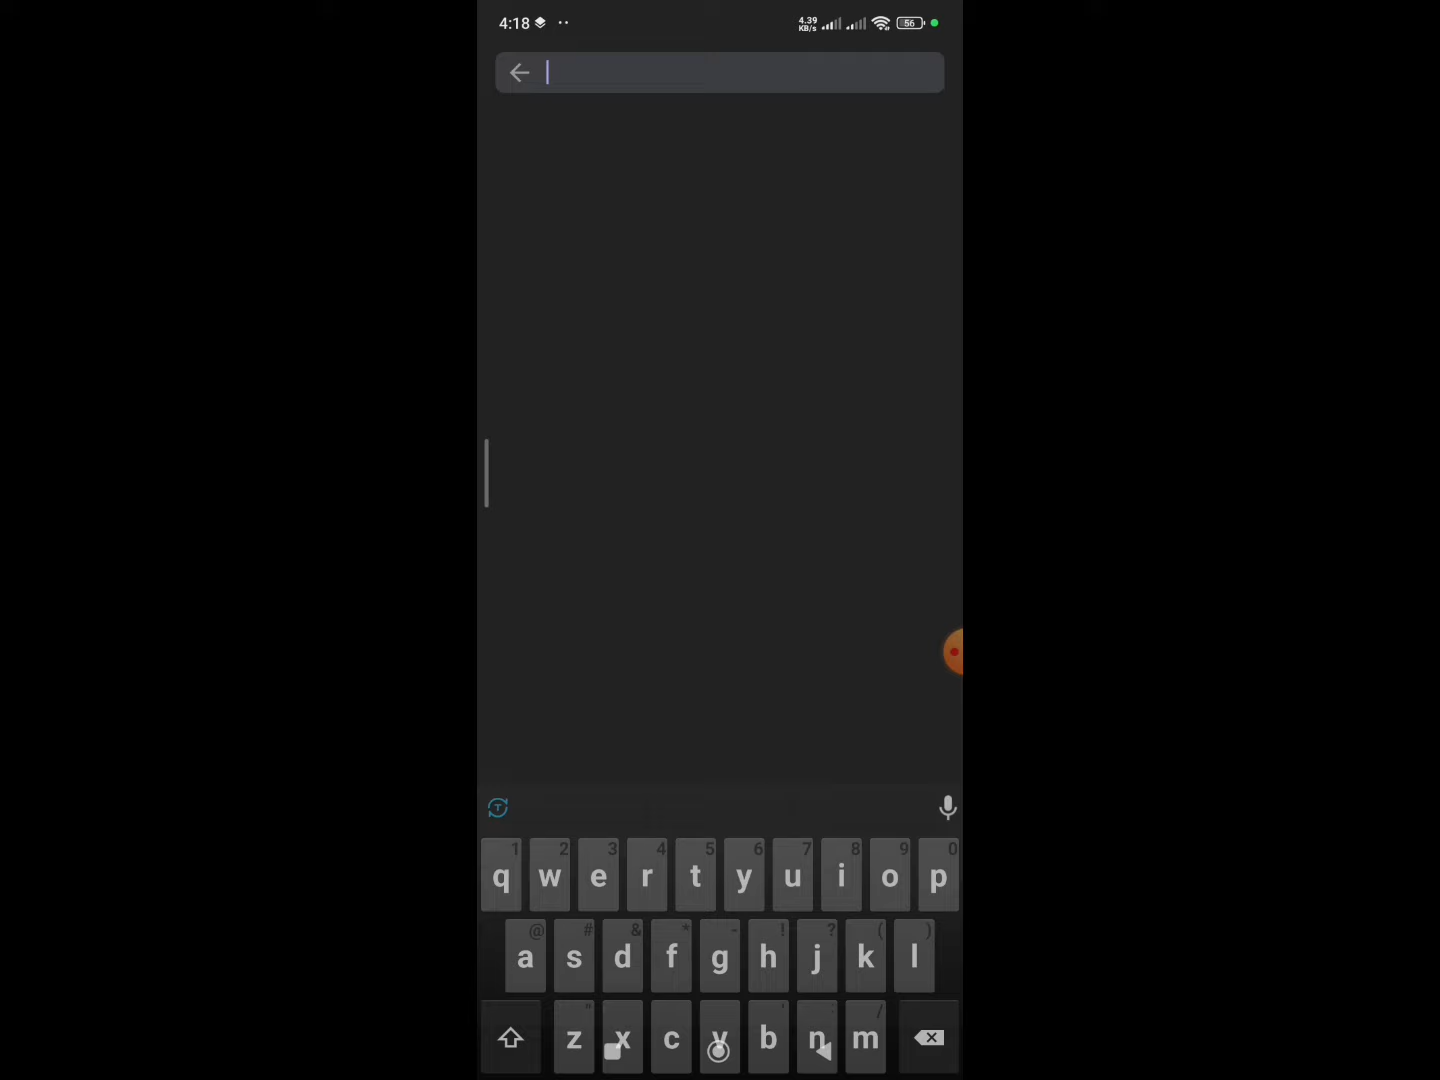 4:18 4.39 KB/s 56
1 2 3 4 5 6 7 8 9 0
q w e r t y u i o p
@ # & * - ! ? ( )
a s d f g h j k l
" ' : /
z x c v b n m